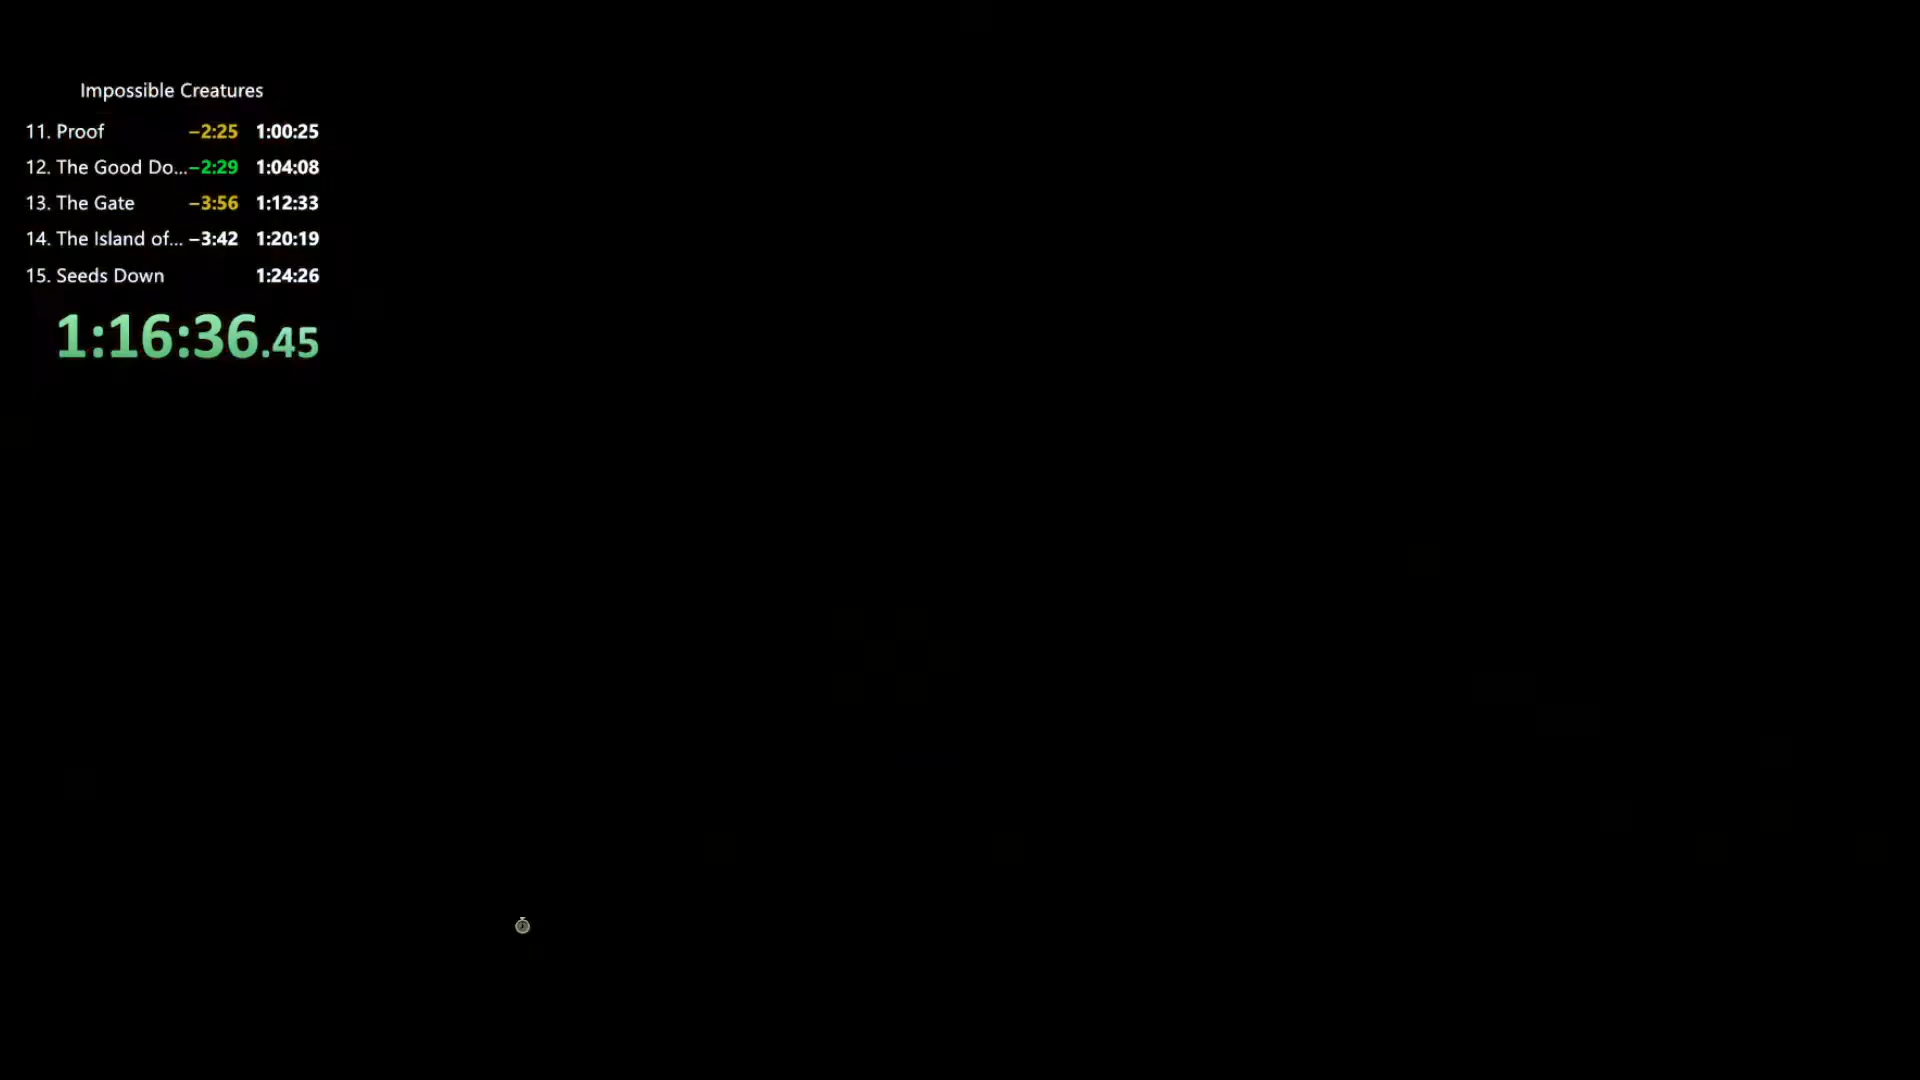 Impossible Creatures
11. Proof −2:25 1:00:25
12. The Good Do... −2:29 1:04:08
13. The Gate −3:56 1:12:33
14. The Island of... −3:42 1:20:19
15. Seeds Down 1:24:26
1:16:36.45